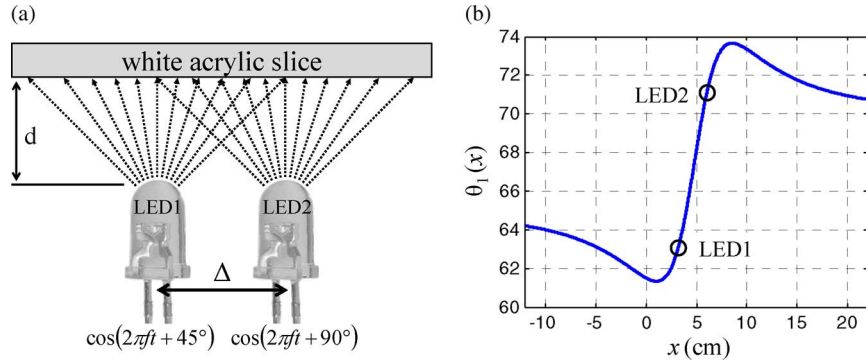 (a)
white acrylic slice
d
LED1
LED2
Δ
cos(2πft + 45°)
cos(2πft + 90°)
(b)
74
72
70
68
66
64
62
60
θ₁(x)
LED2
LED1
-10
-5
0
5
10
15
20
x (cm)